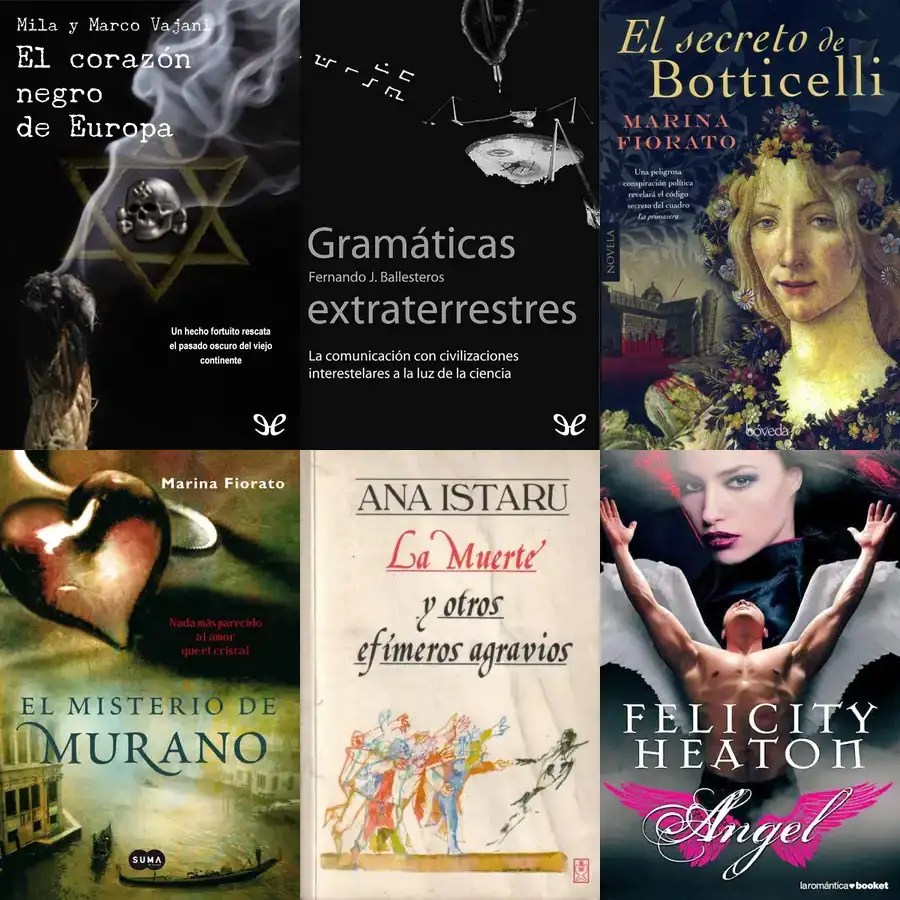 Mila y Marco Vajani
El corazón
negro
de Europa
Un hecho fortuito rescata
el pasado oscuro del viejo
continente
Gramáticas
Fernando J. Ballesteros
extraterrestres
La comunicación con civilizaciones
interestelares a la luz de la ciencia
El secreto de
Botticelli
MARINA
FIORATO
Una peligrosa
conspiración política
revelará el código
secreto del cuadro
La primavera
NOVELA
bóveda
Marina Fiorato
Nada más parecido
al amor
que el cristal
EL MISTERIO DE
MURANO
SUMA
ANA ISTARU
La Muerte
y otros
efímeros agravios
FELICITY
HEATON
Angel
laromántica♥booket